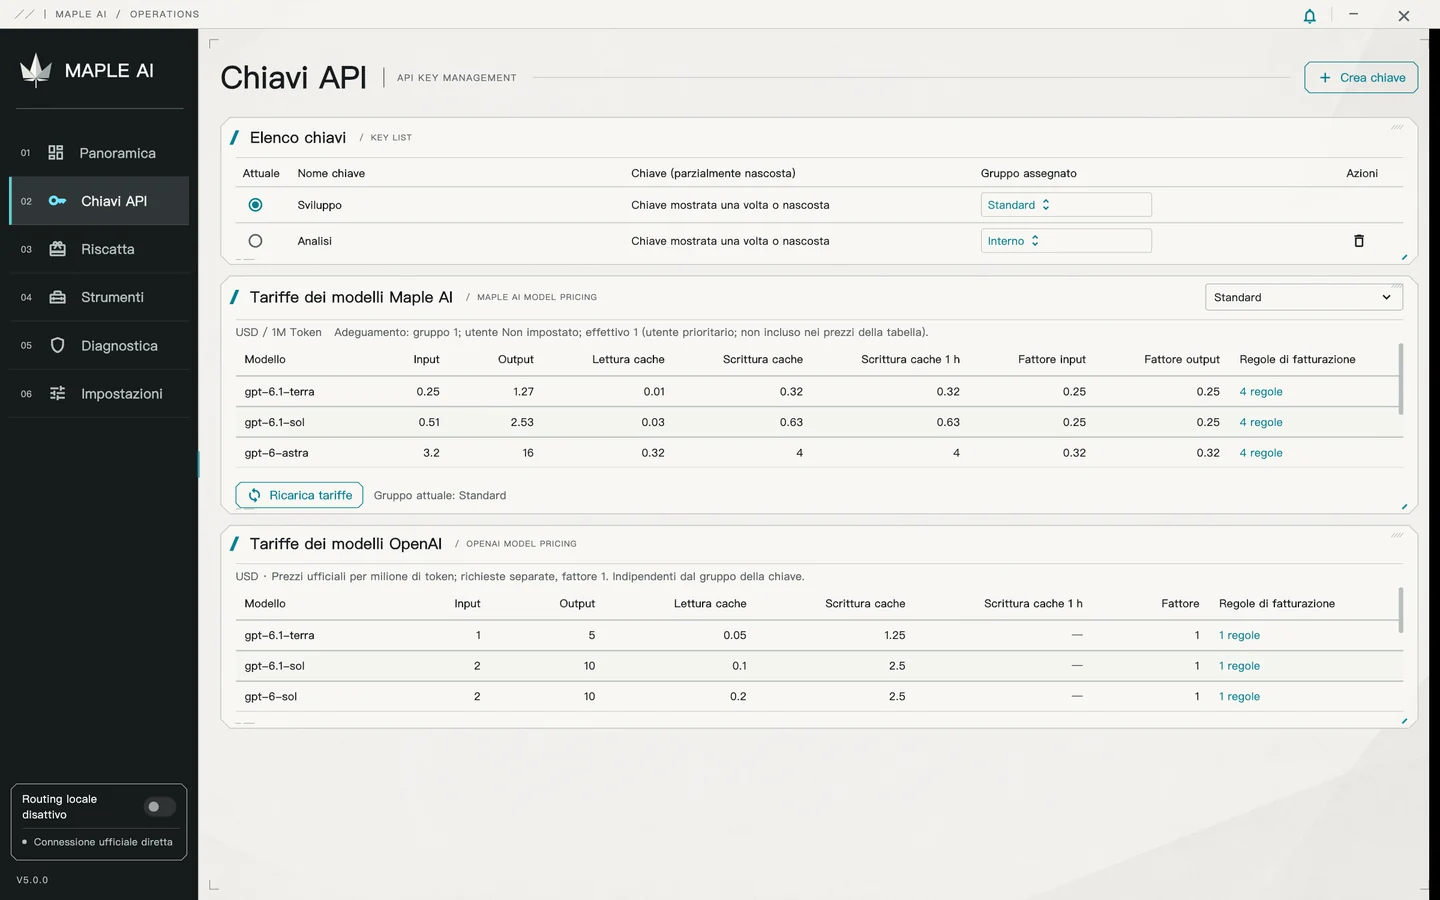 // | MAPLE AI / OPERATIONS
MAPLE AI
01 Panoramica
02 Chiavi API
03 Riscatta
04 Strumenti
05 Diagnostica
06 Impostazioni
Routing locale
disattivo
Connessione ufficiale diretta
V5.0.0
Chiavi API | API KEY MANAGEMENT
+ Crea chiave
Elenco chiavi / KEY LIST
Attuale Nome chiave Chiave (parzialmente nascosta) Gruppo assegnato Azioni
Sviluppo Chiave mostrata una volta o nascosta Standard
Analisi Chiave mostrata una volta o nascosta Interno
Tariffe dei modelli Maple AI / MAPLE AI MODEL PRICING
Standard
USD / 1M Token Adeguamento: gruppo 1; utente Non impostato; effettivo 1 (utente prioritario; non incluso nei prezzi della tabella).
Modello Input Output Lettura cache Scrittura cache Scrittura cache 1 h Fattore input Fattore output Regole di fatturazione
gpt-6.1-terra 0.25 1.27 0.01 0.32 0.32 0.25 0.25 4 regole
gpt-6.1-sol 0.51 2.53 0.03 0.63 0.63 0.25 0.25 4 regole
gpt-6-astra 3.2 16 0.32 4 4 0.32 0.32 4 regole
Ricarica tariffe Gruppo attuale: Standard
Tariffe dei modelli OpenAI / OPENAI MODEL PRICING
USD · Prezzi ufficiali per milione di token; richieste separate, fattore 1. Indipendenti dal gruppo della chiave.
Modello Input Output Lettura cache Scrittura cache Scrittura cache 1 h Fattore Regole di fatturazione
gpt-6.1-terra 1 5 0.05 1.25 — 1 1 regole
gpt-6.1-sol 2 10 0.1 2.5 — 1 1 regole
gpt-6-sol 2 10 0.2 2.5 — 1 1 regole